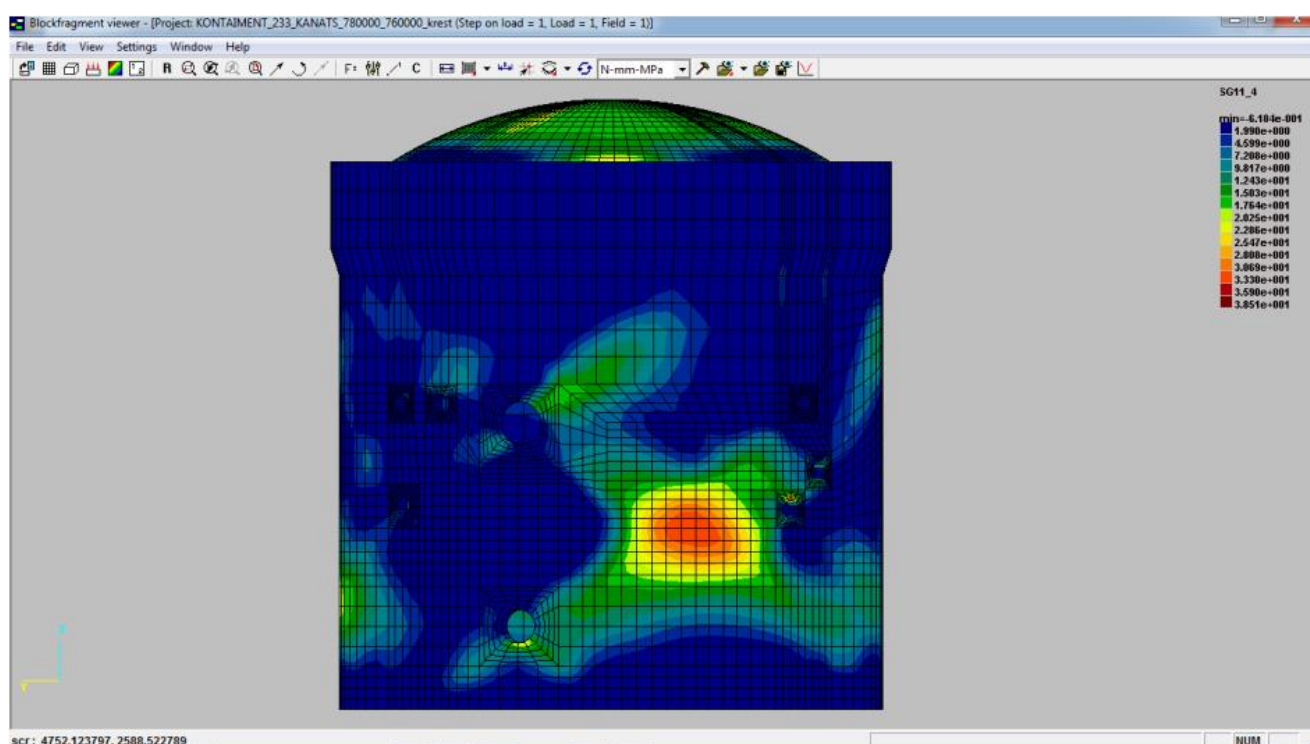 Blockfragment viewer - [Project: KONTAIMENT_233_KANATS_780000_760000_krest (Step on load = 1, Load = 1, Field = 1)]
File Edit View Settings Window Help
R F: C N-mm-MPa
SG11_4
min=-6.184e-001
1.990e+000
4.599e+000
7.208e+000
9.817e+000
1.243e+001
1.503e+001
1.764e+001
2.025e+001
2.286e+001
2.547e+001
2.808e+001
3.069e+001
3.330e+001
3.590e+001
3.851e+001
Z
Y
scr : 4752.123797, 2588.522789
NUM